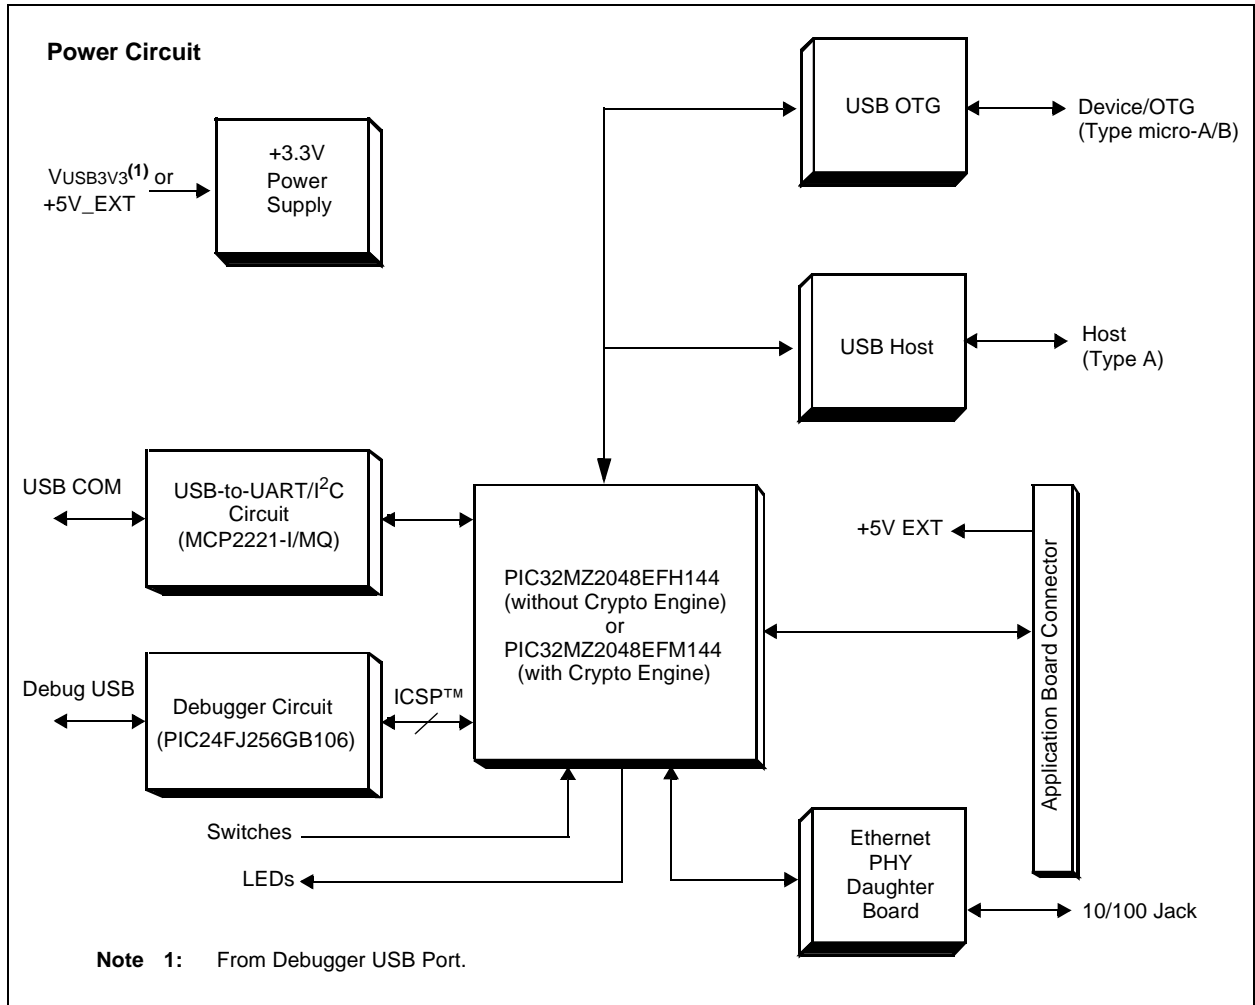 Power Circuit
VUSB3V3(1) or
+5V_EXT
+3.3V
Power
Supply
USB OTG
Device/OTG
(Type micro-A/B)
USB Host
Host
(Type A)
USB COM
USB-to-UART/I2C
Circuit
(MCP2221-I/MQ)
Debug USB
Debugger Circuit
(PIC24FJ256GB106)
ICSP™
PIC32MZ2048EFH144
(without Crypto Engine)
or
PIC32MZ2048EFM144
(with Crypto Engine)
+5V EXT
Application Board Connector
Switches
LEDs
Ethernet
PHY
Daughter
Board
10/100 Jack
Note 1: From Debugger USB Port.